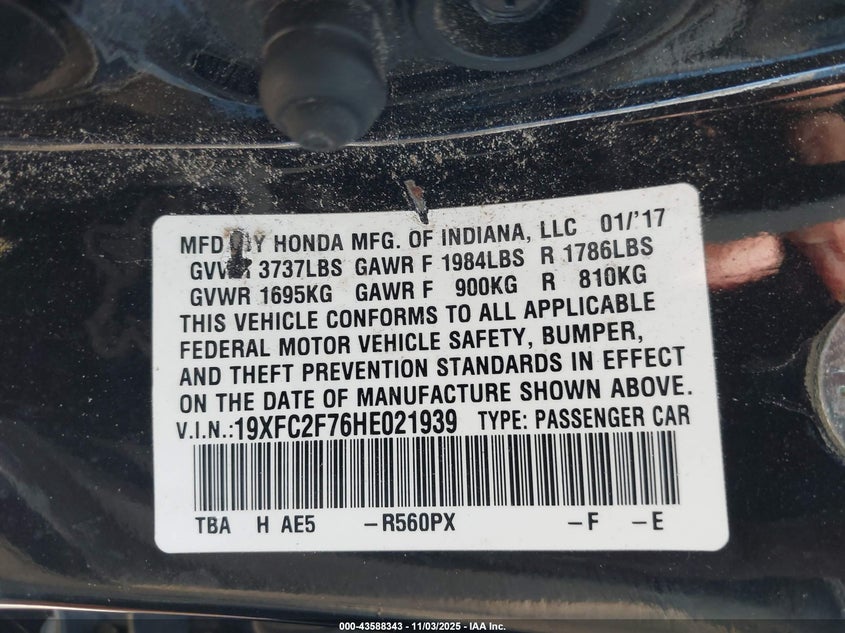 MFD BY HONDA MFG. OF INDIANA, LLC 01/'17
GVWR 3737LBS GAWR F 1984LBS R 1786LBS
GVWR 1695KG GAWR F 900KG R 810KG
THIS VEHICLE CONFORMS TO ALL APPLICABLE
FEDERAL MOTOR VEHICLE SAFETY, BUMPER,
AND THEFT PREVENTION STANDARDS IN EFFECT
ON THE DATE OF MANUFACTURE SHOWN ABOVE.
V.I.N.:19XFC2F76HE021939 TYPE: PASSENGER CAR
TBA H AE5 -R560PX -F -E
000-43588343 - 11/03/2025 - IAA Inc.